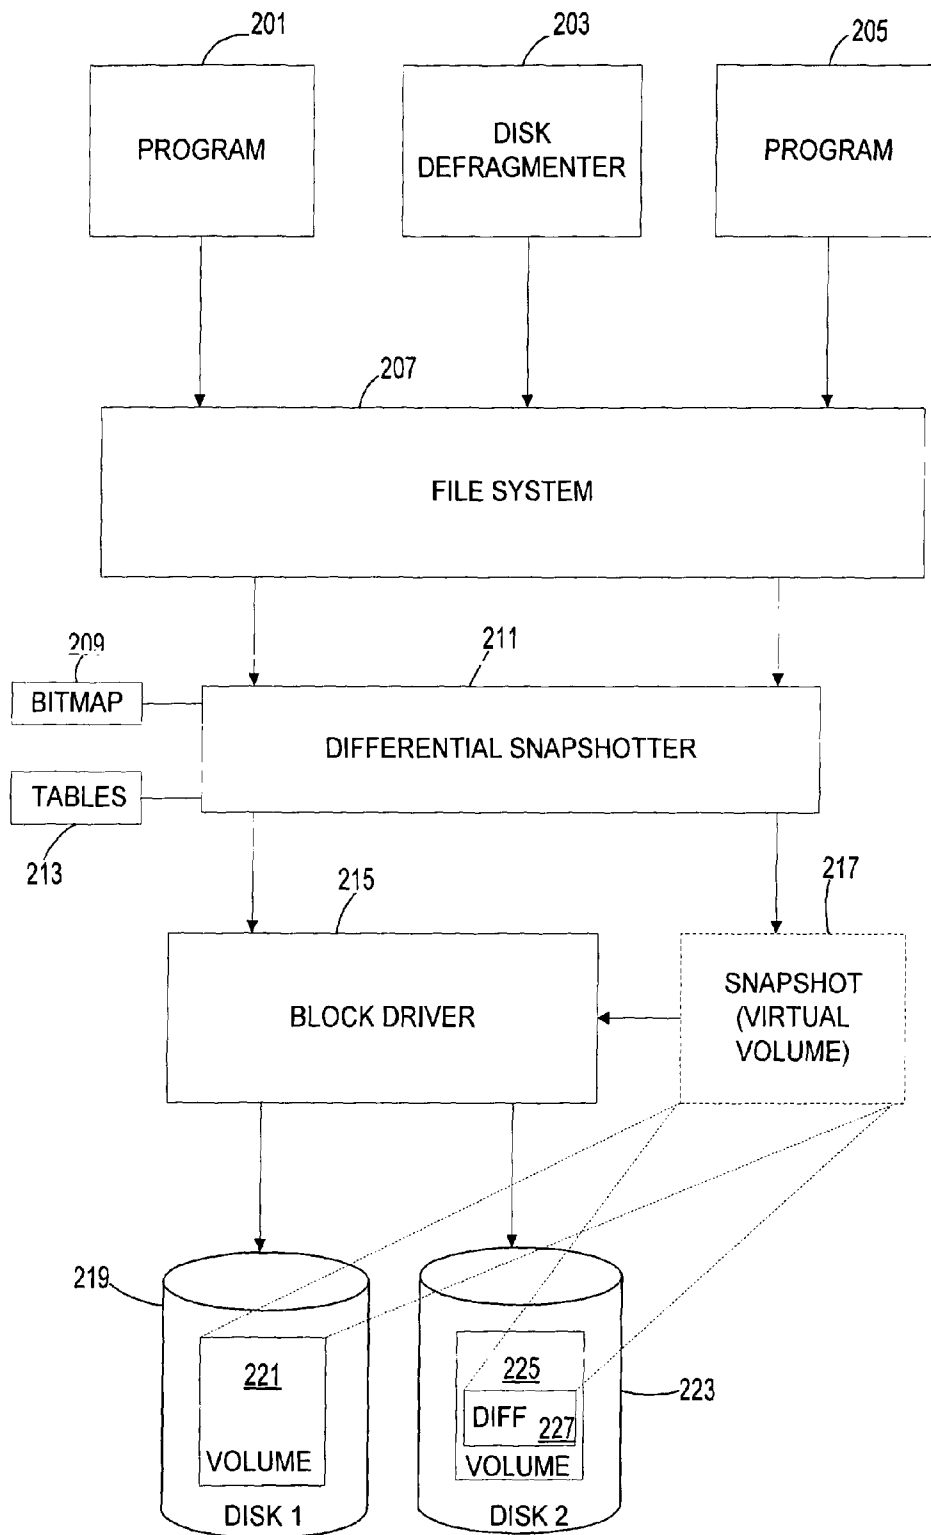 201
203
205
PROGRAM
DISK
DEFRAGMENTER
PROGRAM
207
FILE SYSTEM
209
BITMAP
211
DIFFERENTIAL SNAPSHOTTER
TABLES
213
215
217
BLOCK DRIVER
SNAPSHOT
(VIRTUAL
VOLUME)
219
221
VOLUME
DISK 1
225
DIFF
227
VOLUME
DISK 2
223